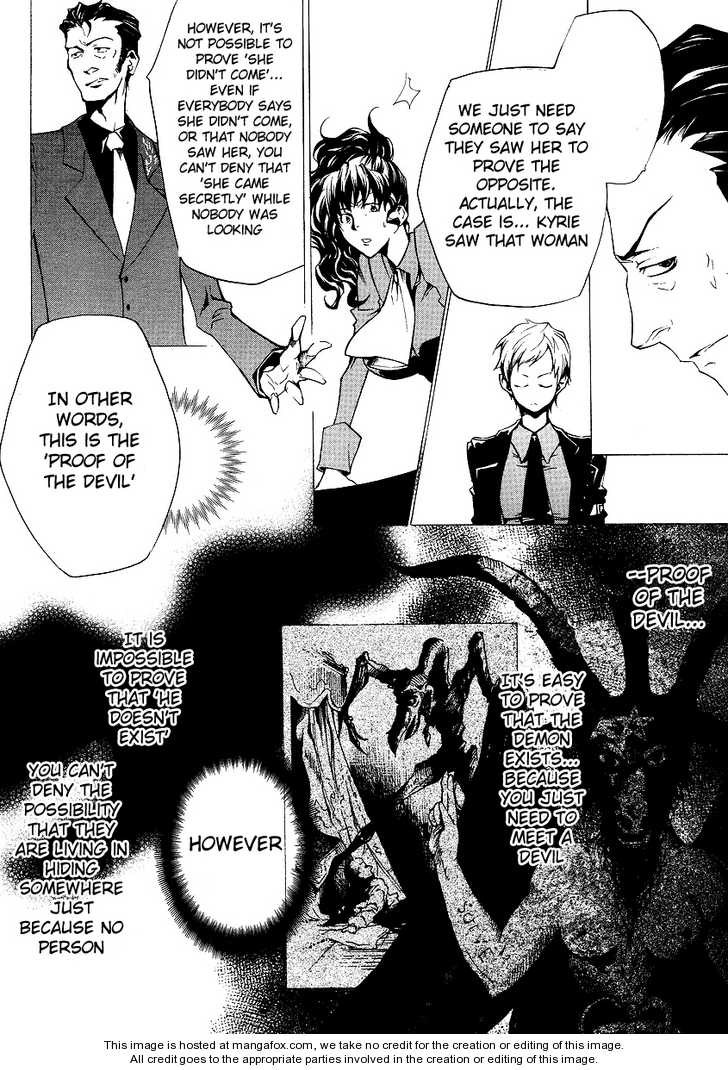 WE JUST NEED
SOMEONE TO SAY
THEY SAW HER TO
PROVE THE
OPPOSITE.
ACTUALLY, THE
CASE IS... KYRIE
SAW THAT WOMAN
HOWEVER, IT'S
NOT POSSIBLE TO
PROVE 'SHE
DIDN'T COME'...
EVEN IF
EVERYBODY SAYS
SHE DIDN'T COME,
OR THAT NOBODY
SAW HER, YOU
CAN'T DENY THAT
'SHE CAME
SECRETLY' WHILE
NOBODY WAS
LOOKING
IN OTHER
WORDS,
THIS IS THE
'PROOF OF
THE DEVIL'
--PROOF
OF THE
DEVIL...
IT'S EASY
TO PROVE
THAT THE
DEMON
EXISTS...
BECAUSE
YOU JUST
NEED TO
MEET A
DEVIL
HOWEVER
IT IS
IMPOSSIBLE
TO PROVE
THAT 'HE
DOESN'T
EXIST'
YOU CAN'T
DENY THE
POSSIBILITY
THAT THEY
ARE LIVING IN
HIDING
SOMEWHERE
JUST
BECAUSE NO
PERSON
This image is hosted at mangafox.com, we take no credit for the creation or editing of this image.
All credit goes to the appropriate parties involved in the creation or editing of this image.